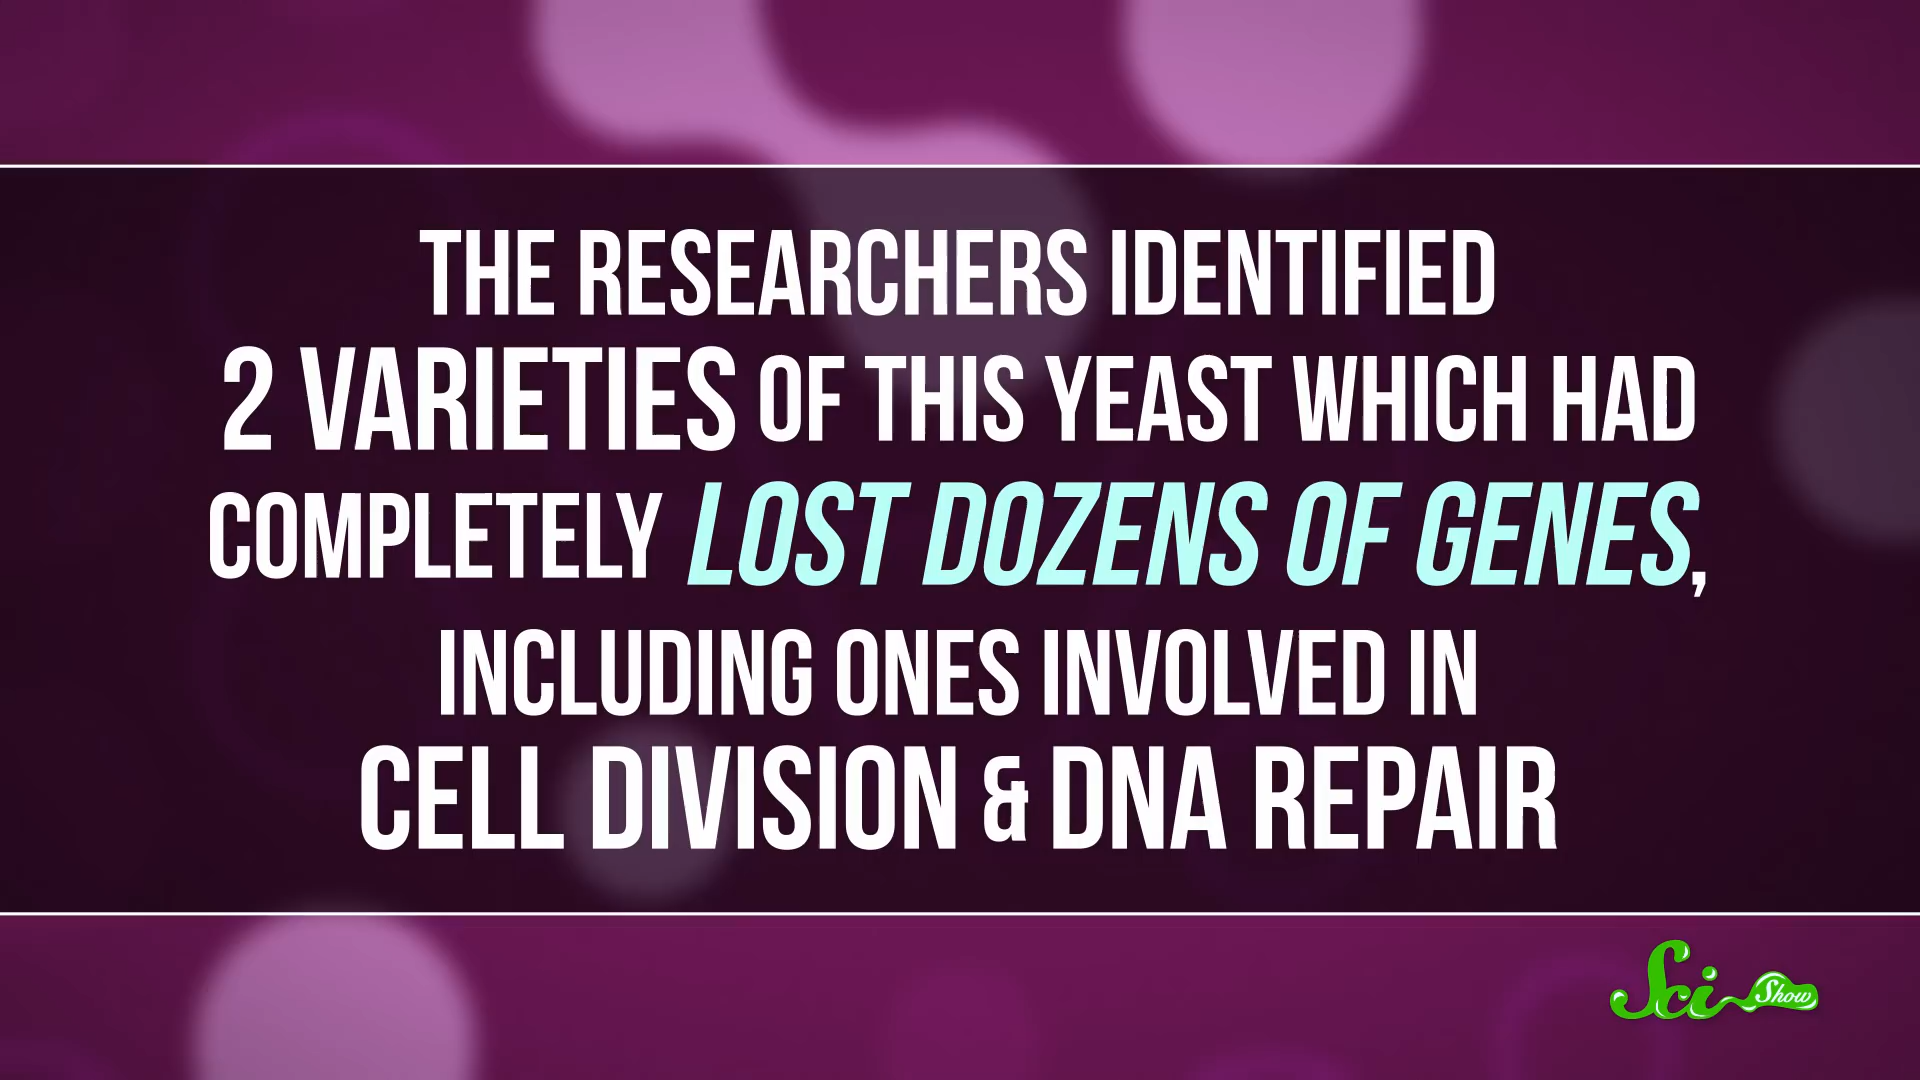 THE RESEARCHERS IDENTIFIED
2 VARIETIES OF THIS YEAST WHICH HAD
COMPLETELY LOST DOZENS OF GENES,
INCLUDING ONES INVOLVED IN
CELL DIVISION & DNA REPAIR
Sci Show